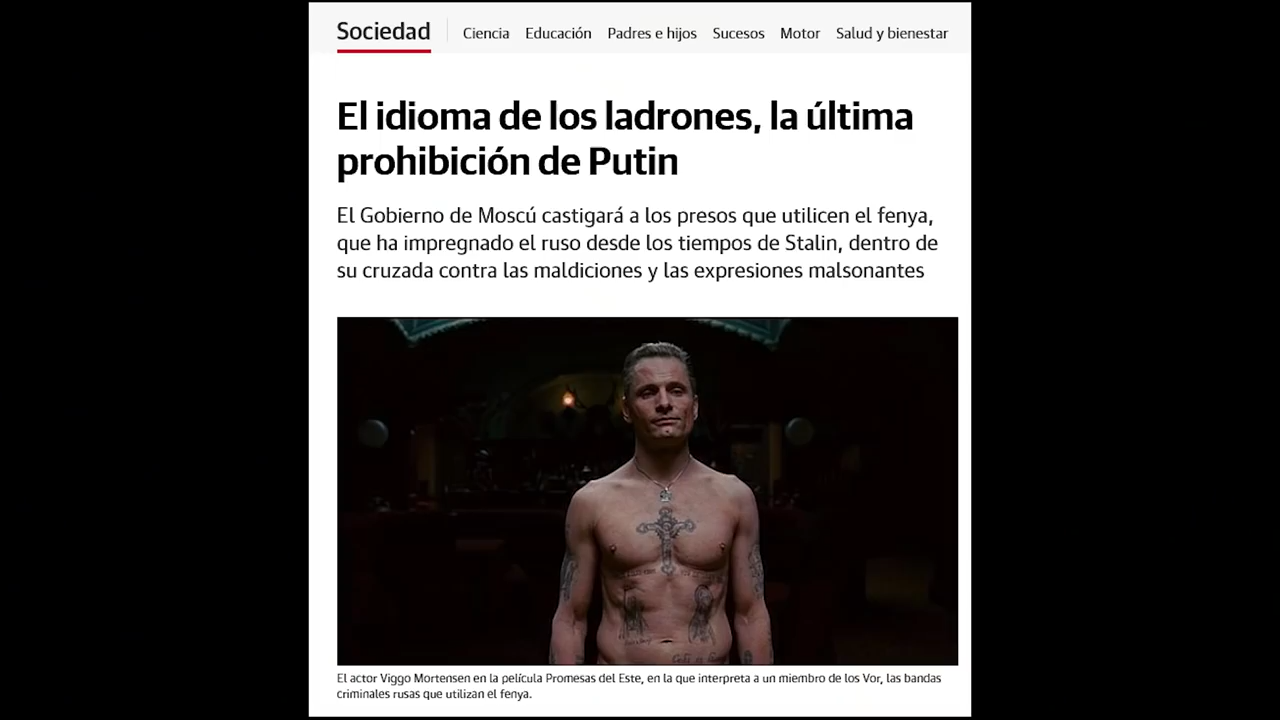 Sociedad Ciencia Educación Padres e hijos Sucesos Motor Salud y bienestar
El idioma de los ladrones, la última
prohibición de Putin
El Gobierno de Moscú castigará a los presos que utilicen el fenya,
que ha impregnado el ruso desde los tiempos de Stalin, dentro de
su cruzada contra las maldiciones y las expresiones malsonantes
El actor Viggo Mortensen en la película Promesas del Este, en la que interpreta a un miembro de los Vor, las bandas
criminales rusas que utilizan el fenya.